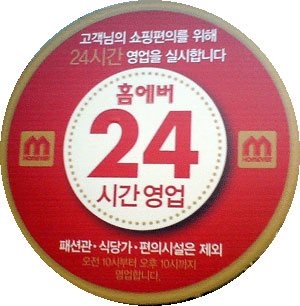 고객님의 쇼핑편의를 위해
24시간 영업을 실시합니다
홈에버
24
시간영업
HOMEVER
HOMEVER
패션관·식당가·편의시설은 제외
오전 10시부터 오후 10시까지
영업합니다.